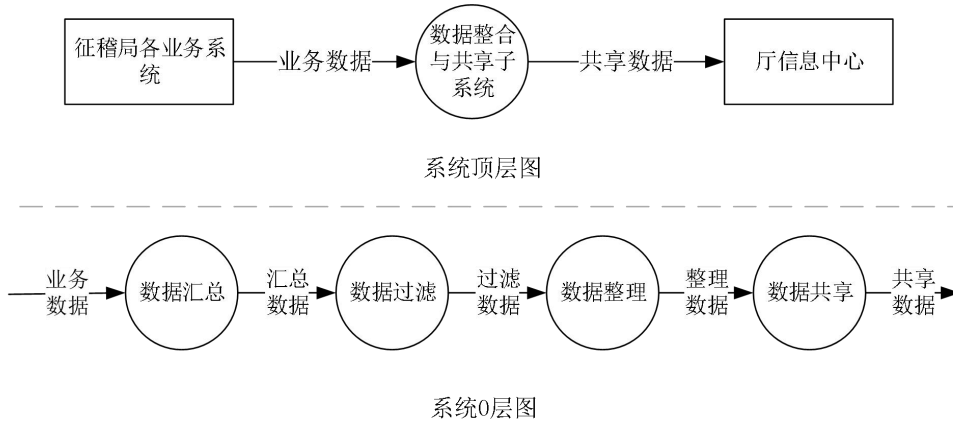 征稽局各业务系
统
业务数据
数据整合
与共享子
系统
共享数据
厅信息中心
系统顶层图
业务
数据
数据汇总
汇总
数据
数据过滤
过滤
数据
数据整理
整理
数据
数据共享
共享
数据
系统0层图